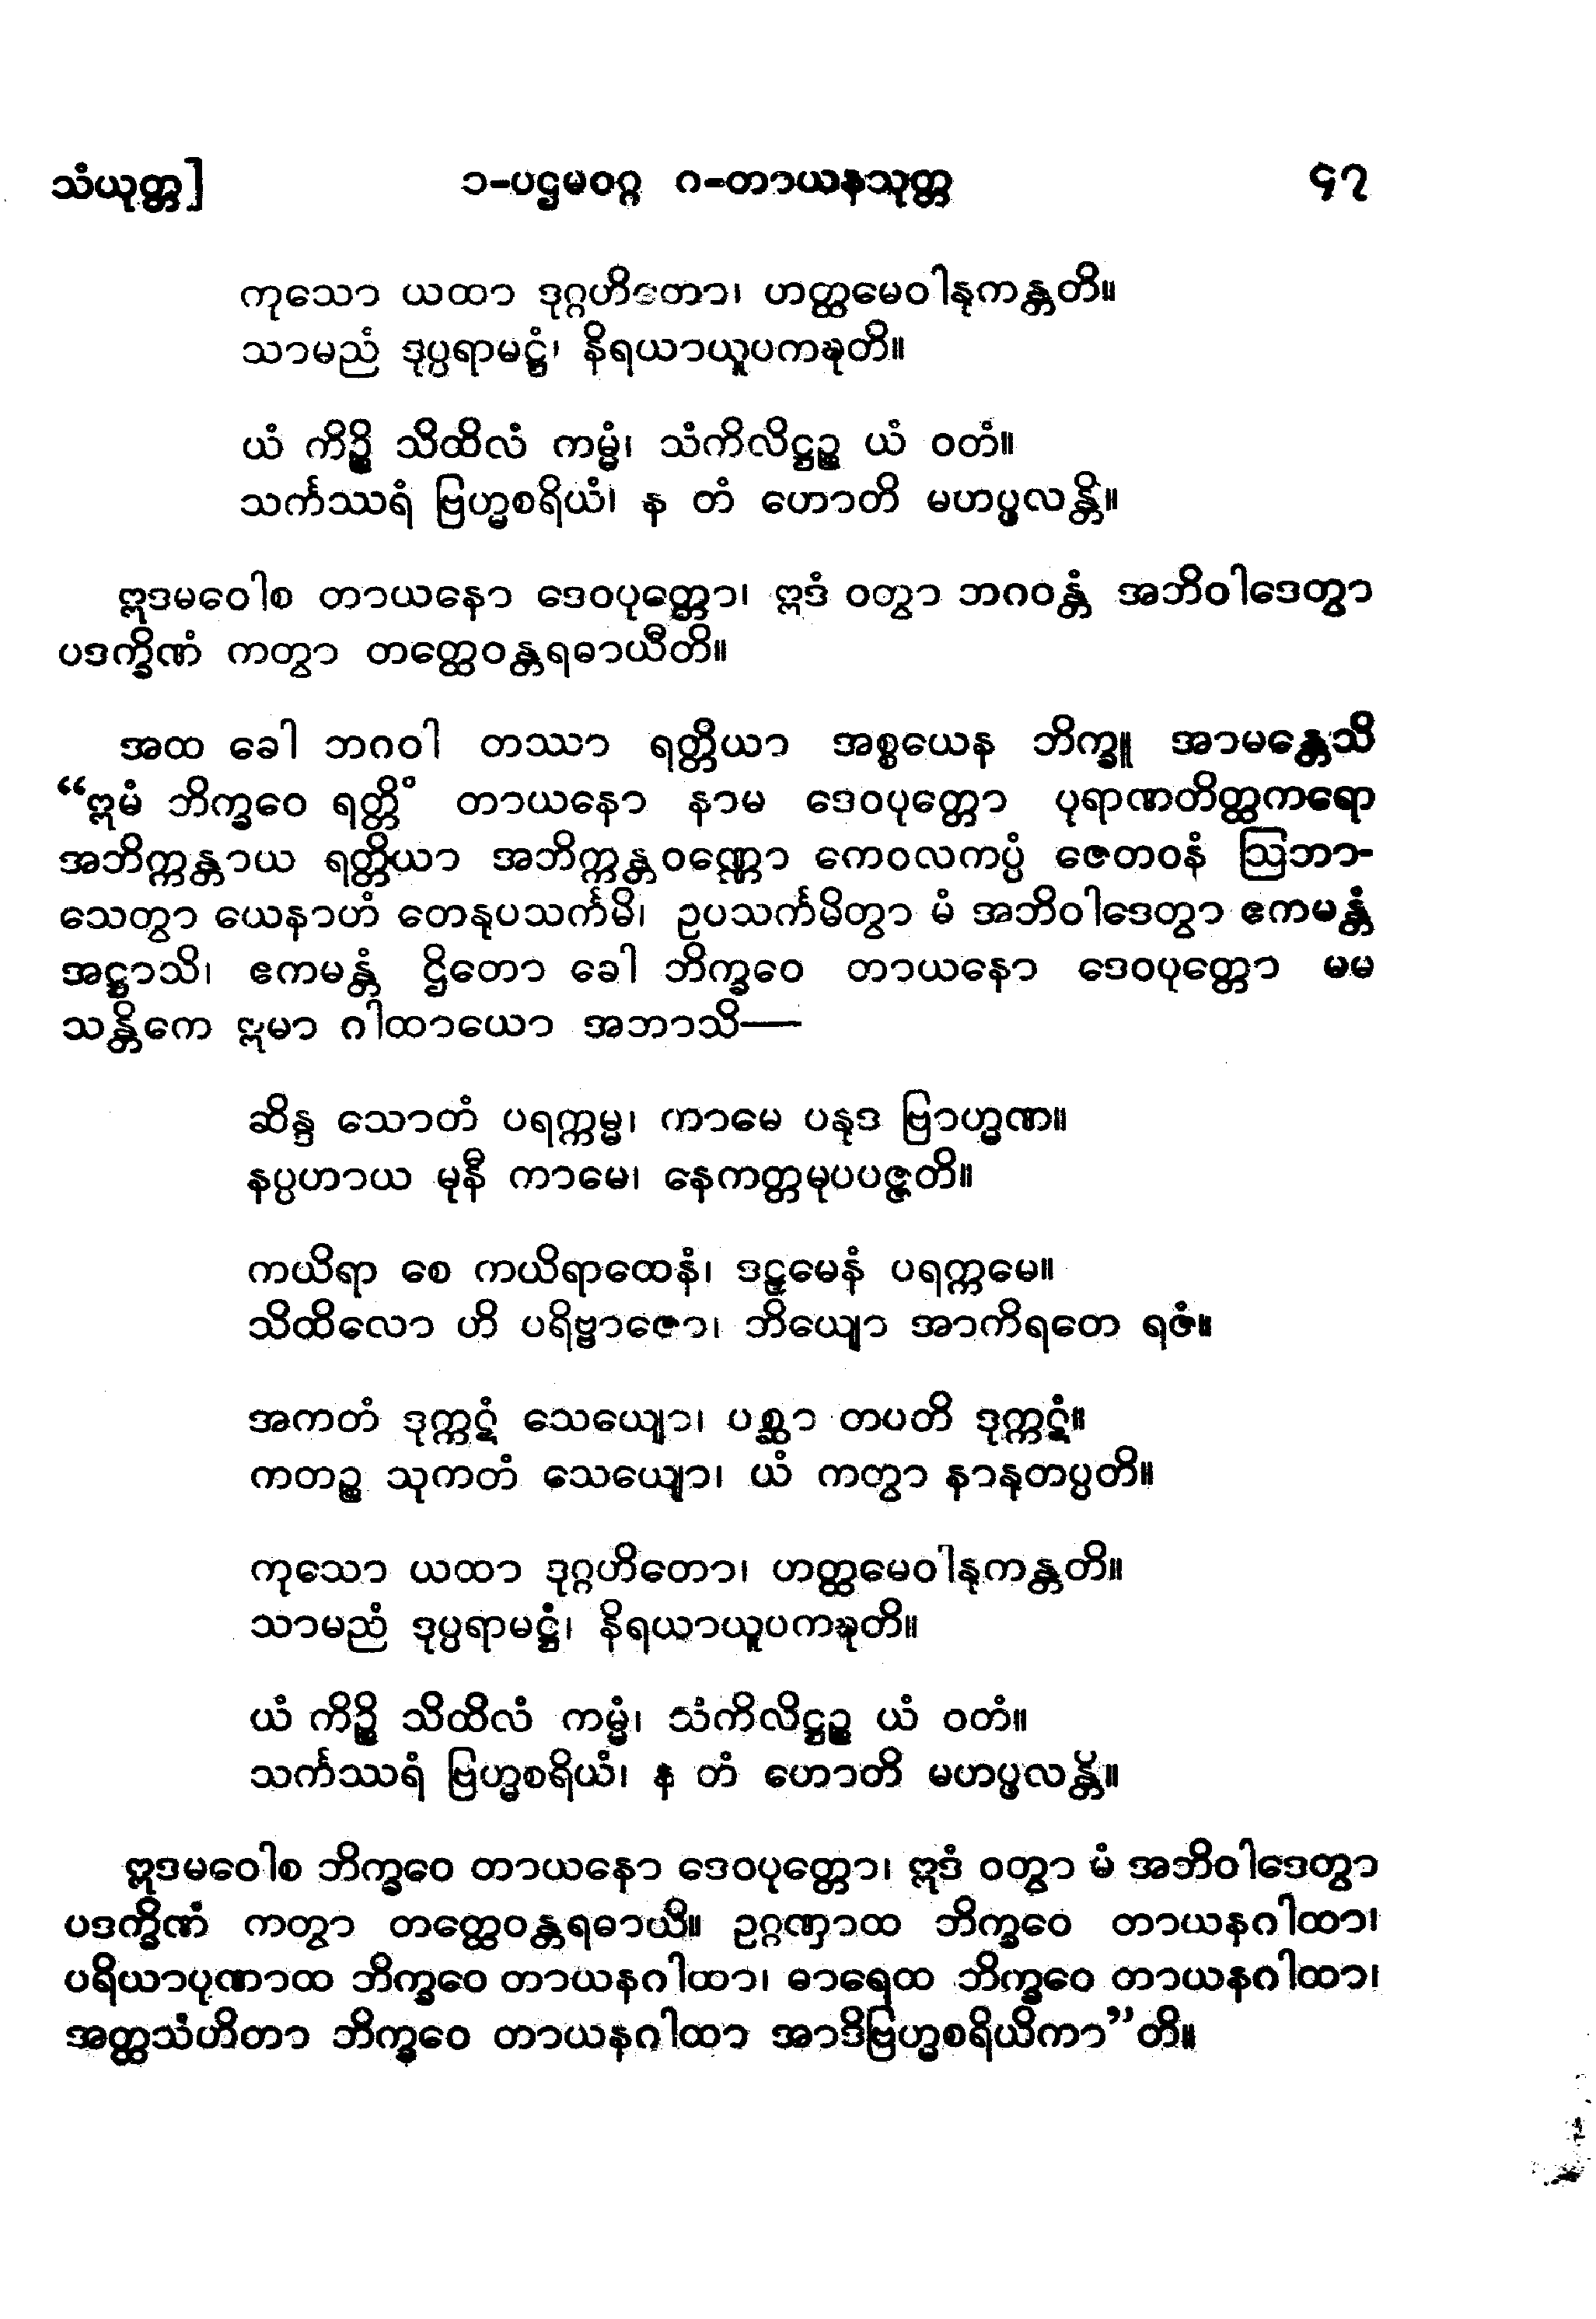 သံယုတ္တ] ၁-ပဌမဝဂ္ဂ ဂ-တာယနသုတ္တ ၄၇
ကုသော ယထာ ဒုဂ္ဂဟိတော၊ ဟတ္ထမေဝါနုကန္တတိ။
သာမညံ ဒုပ္ပရာမဋ္ဌံ၊ နိရယာယူပကဍ္ဎတိ။
ယံ ကိဉ္စိ သိထိလံ ကမ္မံ၊ သံကိလိဋ္ဌဉ္စ ယံ ဝတံ။
သင်္ကဿရံ ဗြဟ္မစရိယံ၊ န တံ ဟောတိ မဟပ္ဖလန္တိ။
ဣဒမဝေါစ တာယနော ဒေဝပုတ္တော၊ ဣဒံ ဝတွာ ဘဂဝန္တံ အဘိဝါဒေတွာ
ပဒက္ခိဏံ ကတွာ တတ္ထေဝန္တရဓာယီတိ။
အထ ခေါ ဘဂဝါ တဿာ ရတ္တိယာ အစ္စယေန ဘိက္ခူ အာမန္တေသိ
“ဣမံ ဘိက္ခဝေ ရတ္တိံ တာယနော နာမ ဒေဝပုတ္တော ပုရာဏတိတ္ထကရော
အဘိက္ကန္တာယ ရတ္တိယာ အဘိက္ကန္တဝဏ္ဏော ကေဝလကပ္ပံ ဇေတဝနံ ဩဘာ-
သေတွာ ယေနာဟံ တေနုပသင်္ကမိ၊ ဥပသင်္ကမိတွာ မံ အဘိဝါဒေတွာ ဧကမန္တံ
အဋ္ဌာသိ၊ ဧကမန္တံ ဌိတော ခေါ ဘိက္ခဝေ တာယနော ဒေဝပုတ္တော မမ
သန္တိကေ ဣမာ ဂါထာယော အဘာသိ—
ဆိန္ဒ သောတံ ပရက္ကမ္မ၊ ကာမေ ပနုဒ ဗြာဟ္မဏ။
နပ္ပဟာယ မုနီ ကာမေ၊ နေကတ္တမုပပဇ္ဇတိ။
ကယိရာ စေ ကယိရာထေနံ၊ ဒဠှမေနံ ပရက္ကမေ။
သိထိလော ဟိ ပရိဗ္ဗာဇော၊ ဘိယျော အာကိရတေ ရဇံ။
အကတံ ဒုက္ကဋံ သေယျော၊ ပစ္ဆာ တပတိ ဒုက္ကဋံ။
ကတဉ္စ သုကတံ သေယျော၊ ယံ ကတွာ နာနုတပ္ပတိ။
ကုသော ယထာ ဒုဂ္ဂဟိတော၊ ဟတ္ထမေဝါနုကန္တတိ။
သာမညံ ဒုပ္ပရာမဋ္ဌံ၊ နိရယာယူပကဍ္ဎတိ။
ယံ ကိဉ္စိ သိထိလံ ကမ္မံ၊ သံကိလိဋ္ဌဉ္စ ယံ ဝတံ။
သင်္ကဿရံ ဗြဟ္မစရိယံ၊ န တံ ဟောတိ မဟပ္ဖလန္တိ။
ဣဒမဝေါစ ဘိက္ခဝေ တာယနော ဒေဝပုတ္တော၊ ဣဒံ ဝတွာ မံ အဘိဝါဒေတွာ
ပဒက္ခိဏံ ကတွာ တတ္ထေဝန္တရဓာယိ။ ဥဂ္ဂဏှာထ ဘိက္ခဝေ တာယနဂါထာ၊
ပရိယာပုဏာထ ဘိက္ခဝေ တာယနဂါထာ၊ ဓာရေထ ဘိက္ခဝေ တာယနဂါထာ၊
အတ္ထသံဟိတာ ဘိက္ခဝေ တာယနဂါထာ အာဒိဗြဟ္မစရိယိကာ”တိ။